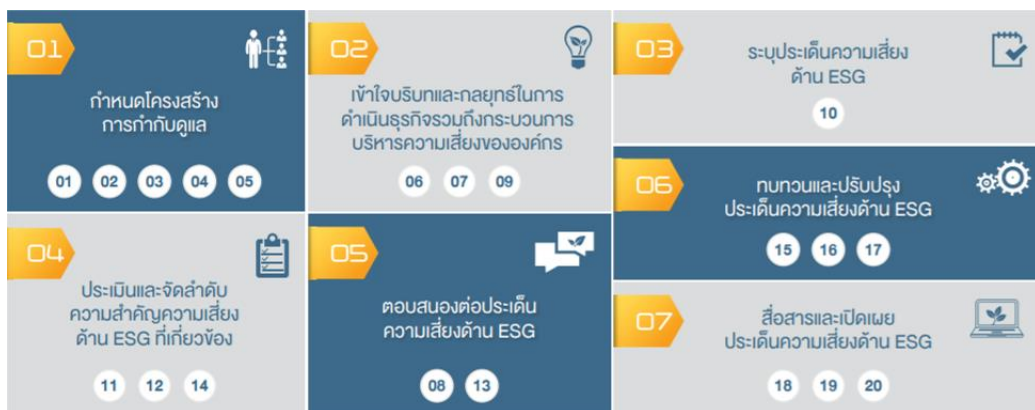 01
กำหนดโครงสร้าง
การกำกับดูแล
01 02 03 04 05
02
เข้าใจบริบทและกลยุทธ์ในการ
ดำเนินธุรกิจรวมถึงกระบวนการ
บริหารความเสี่ยงขององค์กร
06 07 09
03
ระบุประเด็นความเสี่ยง
ด้าน ESG
10
04
ประเมินและจัดลำดับ
ความสำคัญความเสี่ยง
ด้าน ESG ที่เกี่ยวข้อง
11 12 14
05
ตอบสนองต่อประเด็น
ความเสี่ยงด้าน ESG
08 13
06
ทบทวนและปรับปรุง
ประเด็นความเสี่ยงด้าน ESG
15 16 17
07
สื่อสารและเปิดเผย
ประเด็นความเสี่ยงด้าน ESG
18 19 20